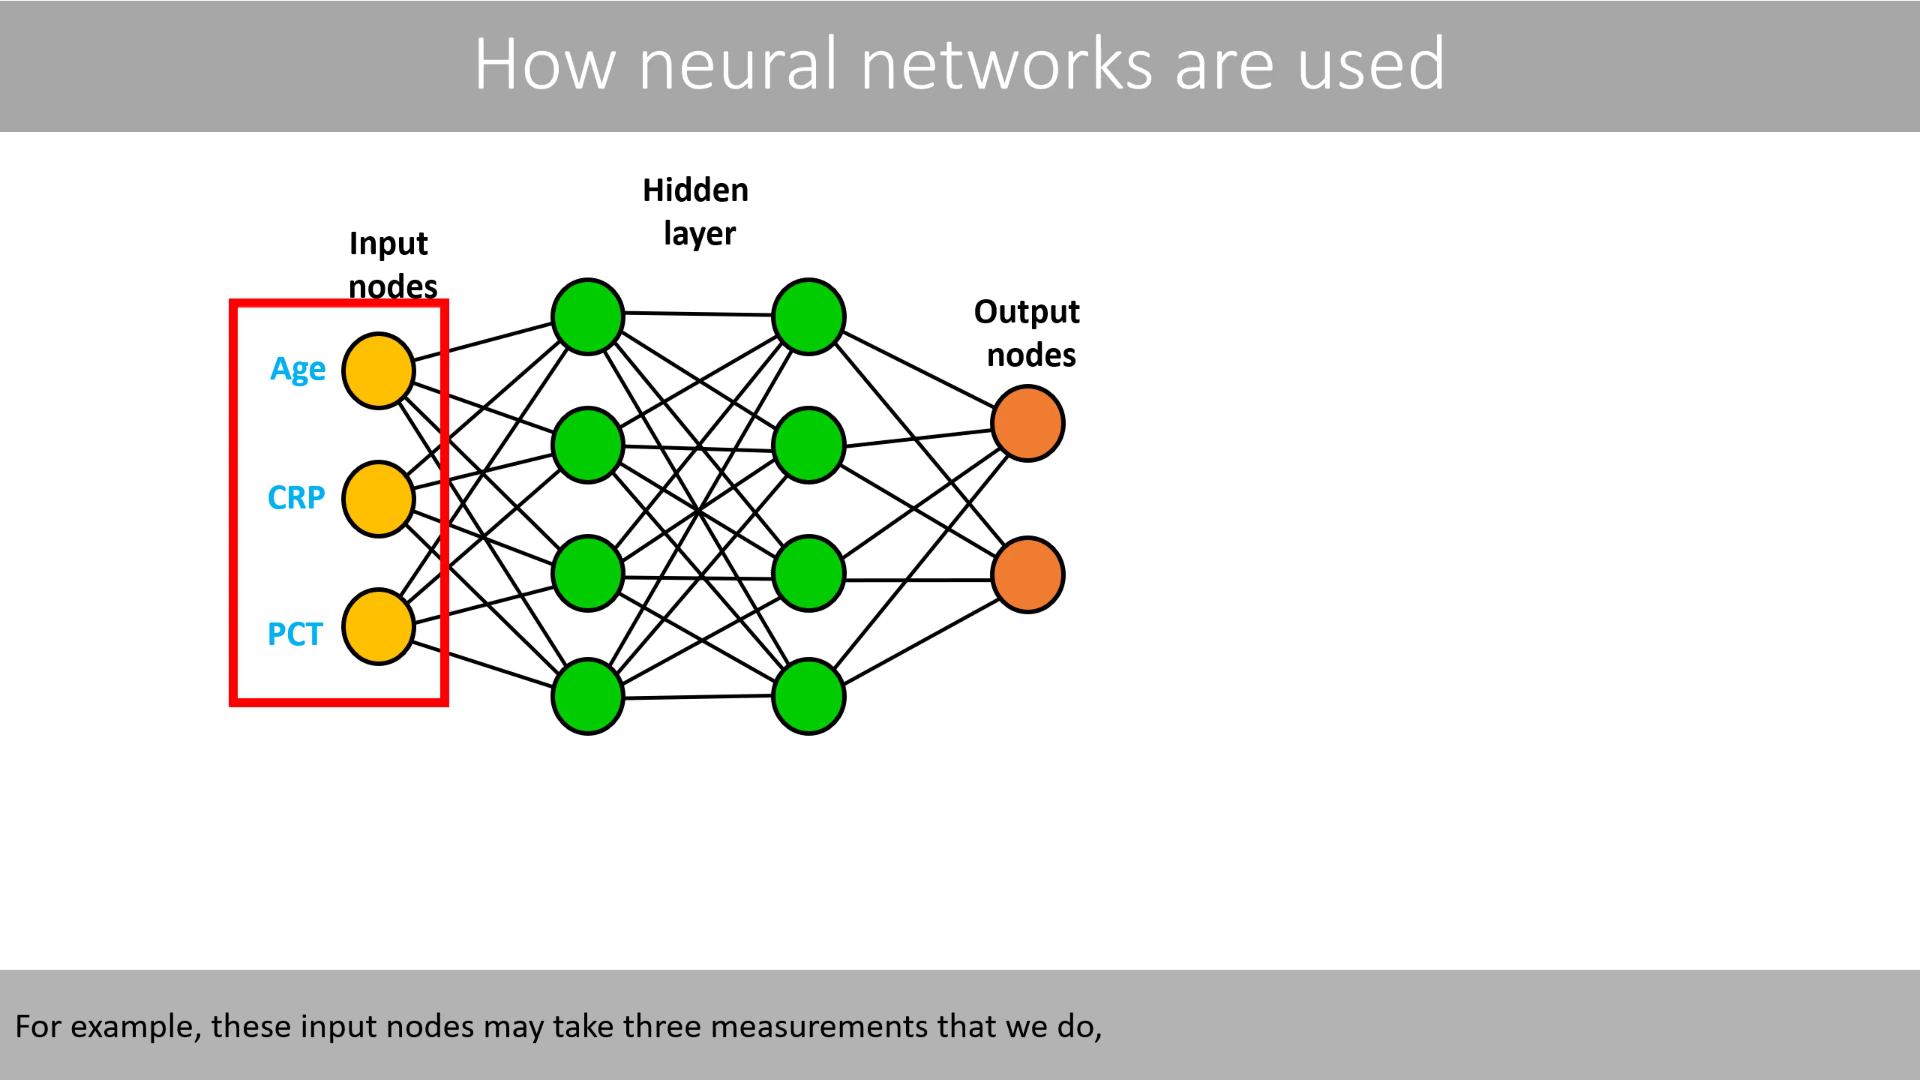 How neural networks are used
Hidden
layer
Input
nodes
Output
nodes
Age
CRP
PCT
For example, these input nodes may take three measurements that we do,